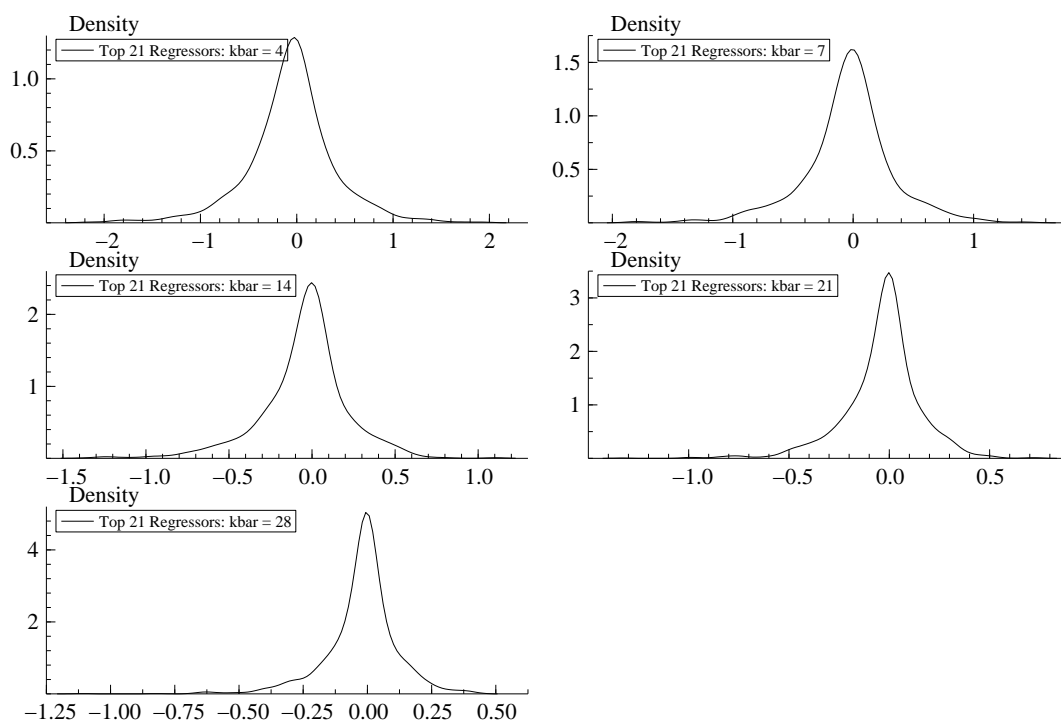 Density
Top 21 Regressors: kbar = 4
1.0
0.5
−2 −1 0 1 2
Density
Top 21 Regressors: kbar = 7
1.5
1.0
0.5
−2 −1 0 1
Density
Top 21 Regressors: kbar = 14
2
1
−1.5 −1.0 −0.5 0.0 0.5 1.0
Density
Top 21 Regressors: kbar = 21
3
2
1
−1.0 −0.5 0.0 0.5
Density
Top 21 Regressors: kbar = 28
4
2
−1.25 −1.00 −0.75 −0.50 −0.25 0.00 0.25 0.50